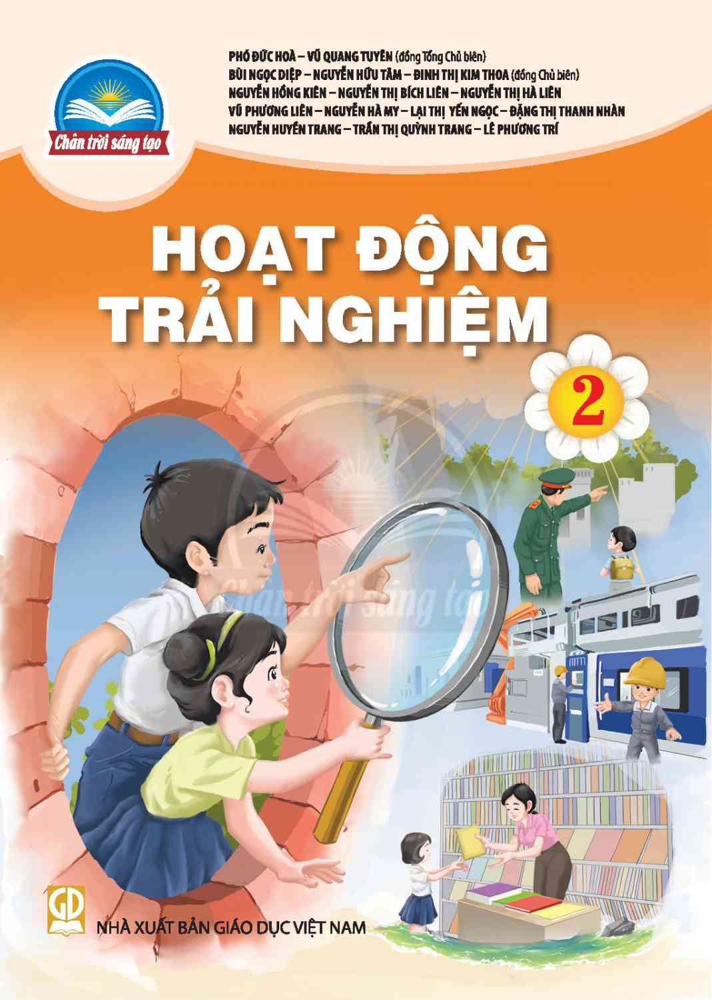 PHÓ ĐỨC HOÀ – VŨ QUANG TUYÊN (đồng Tổng Chủ biên)
BÙI NGỌC DIỆP – NGUYỄN HỮU TÂM – ĐINH THỊ KIM THOA (đồng Chủ biên)
NGUYỄN HỒNG KIÊN – NGUYỄN THỊ BÍCH LIÊN – NGUYỄN THỊ HÀ LIÊN
VŨ PHƯƠNG LIÊN – NGUYỄN HÀ MY – LẠI THỊ YẾN NGỌC – ĐẶNG THỊ THANH NHÀN
NGUYỄN HUYỀN TRANG – TRẦN THỊ QUỲNH TRANG – LÊ PHƯƠNG TRÍ
Chân trời sáng tạo
HOẠT ĐỘNG
TRẢI NGHIỆM
2
Chân trời sáng tạo
GD
NHÀ XUẤT BẢN GIÁO DỤC VIỆT NAM